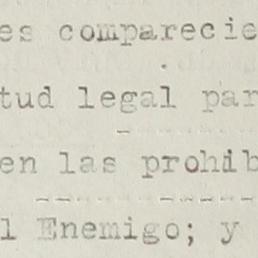 es comparecie
tud legal par
en las prohib
l Enemigo; y